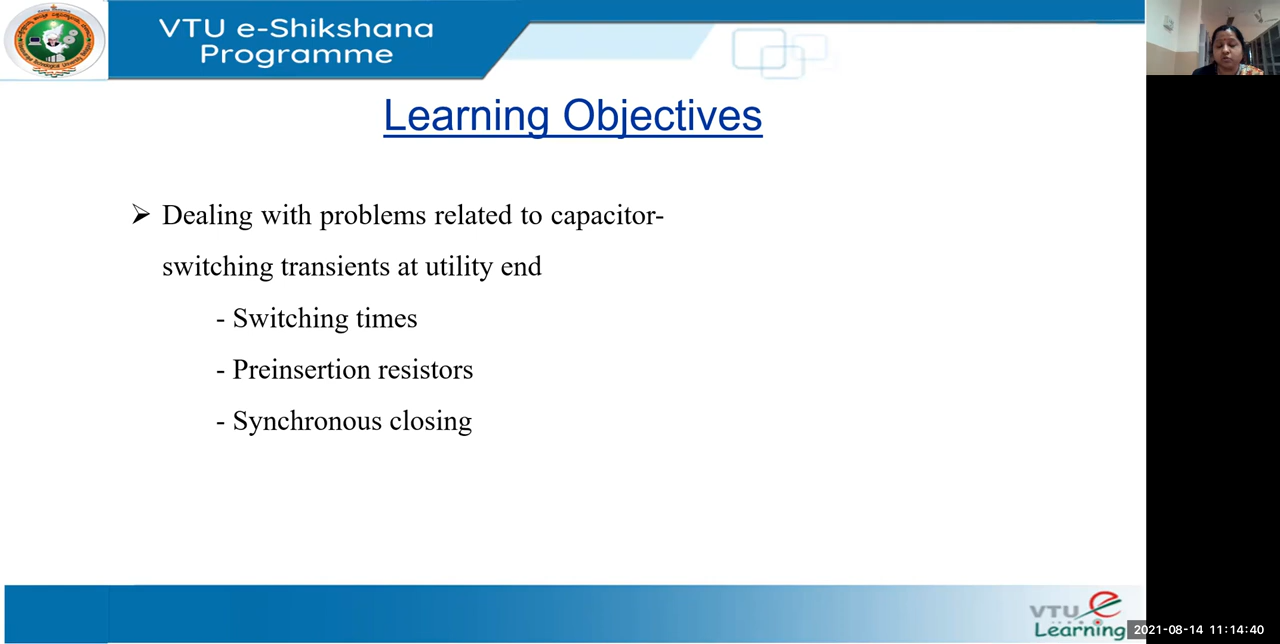 VTU e-Shikshana
Programme
Learning Objectives
➢ Dealing with problems related to capacitor-
switching transients at utility end
- Switching times
- Preinsertion resistors
- Synchronous closing
VTU e
Learning
2021-08-14 11:14:40